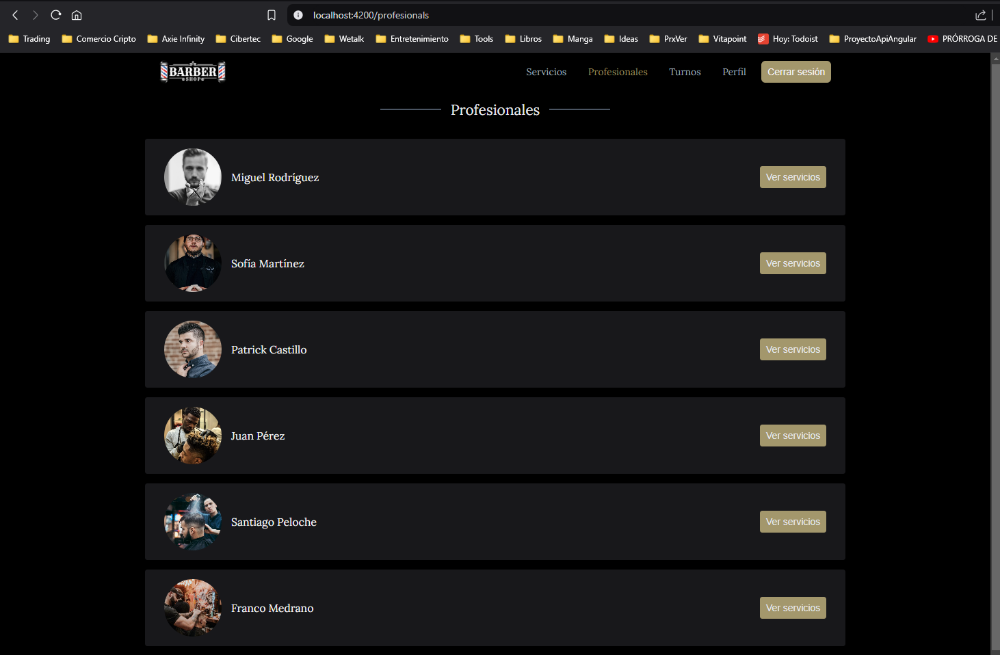 localhost:4200/profesionals
Trading Comercio Cripto Axie Infinity Cibertec Google Wetalk Entretenimiento Tools Libros Manga Ideas PrxVer Vitapoint Hoy: Todoist ProyectoApiAngular PRÓRROGA DE
BARBER
SHOP
Servicios Profesionales Turnos Perfil Cerrar sesión
Profesionales
Miguel Rodríguez Ver servicios
Sofía Martínez Ver servicios
Patrick Castillo Ver servicios
Juan Pérez Ver servicios
Santiago Peloche Ver servicios
Franco Medrano Ver servicios